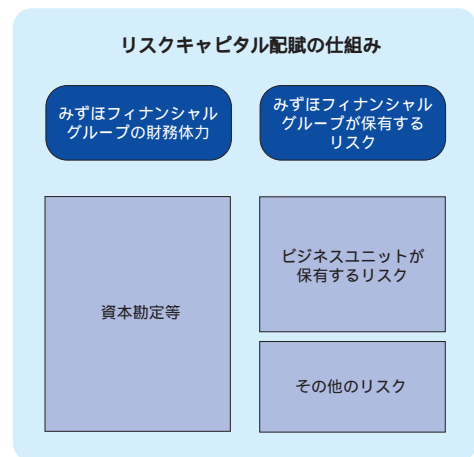 リスクキャピタル配賦の仕組み
みずほフィナンシャル
グループの財務体力
みずほフィナンシャル
グループが保有する
リスク
資本勘定等
ビジネスユニットが
保有するリスク
その他のリスク